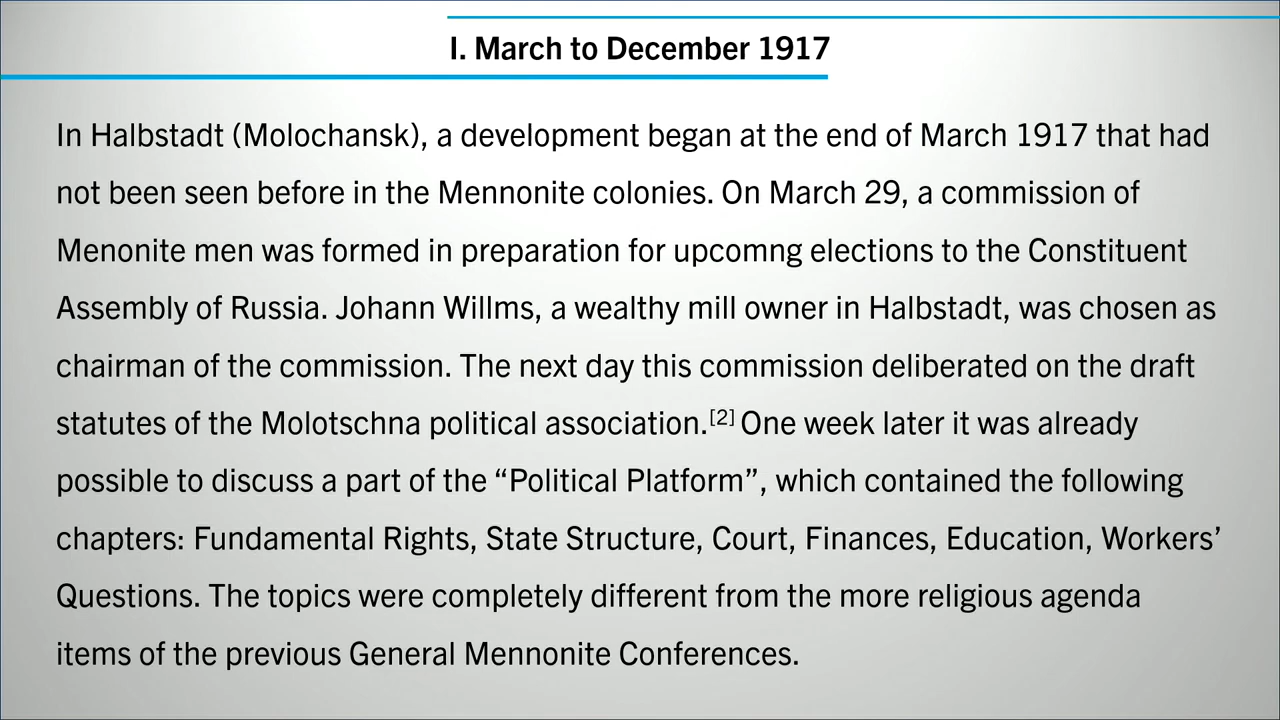 I. March to December 1917
In Halbstadt (Molochansk), a development began at the end of March 1917 that had
not been seen before in the Mennonite colonies. On March 29, a commission of
Menonite men was formed in preparation for upcomng elections to the Constituent
Assembly of Russia. Johann Willms, a wealthy mill owner in Halbstadt, was chosen as
chairman of the commission. The next day this commission deliberated on the draft
statutes of the Molotschna political association.[2] One week later it was already
possible to discuss a part of the “Political Platform”, which contained the following
chapters: Fundamental Rights, State Structure, Court, Finances, Education, Workers’
Questions. The topics were completely different from the more religious agenda
items of the previous General Mennonite Conferences.